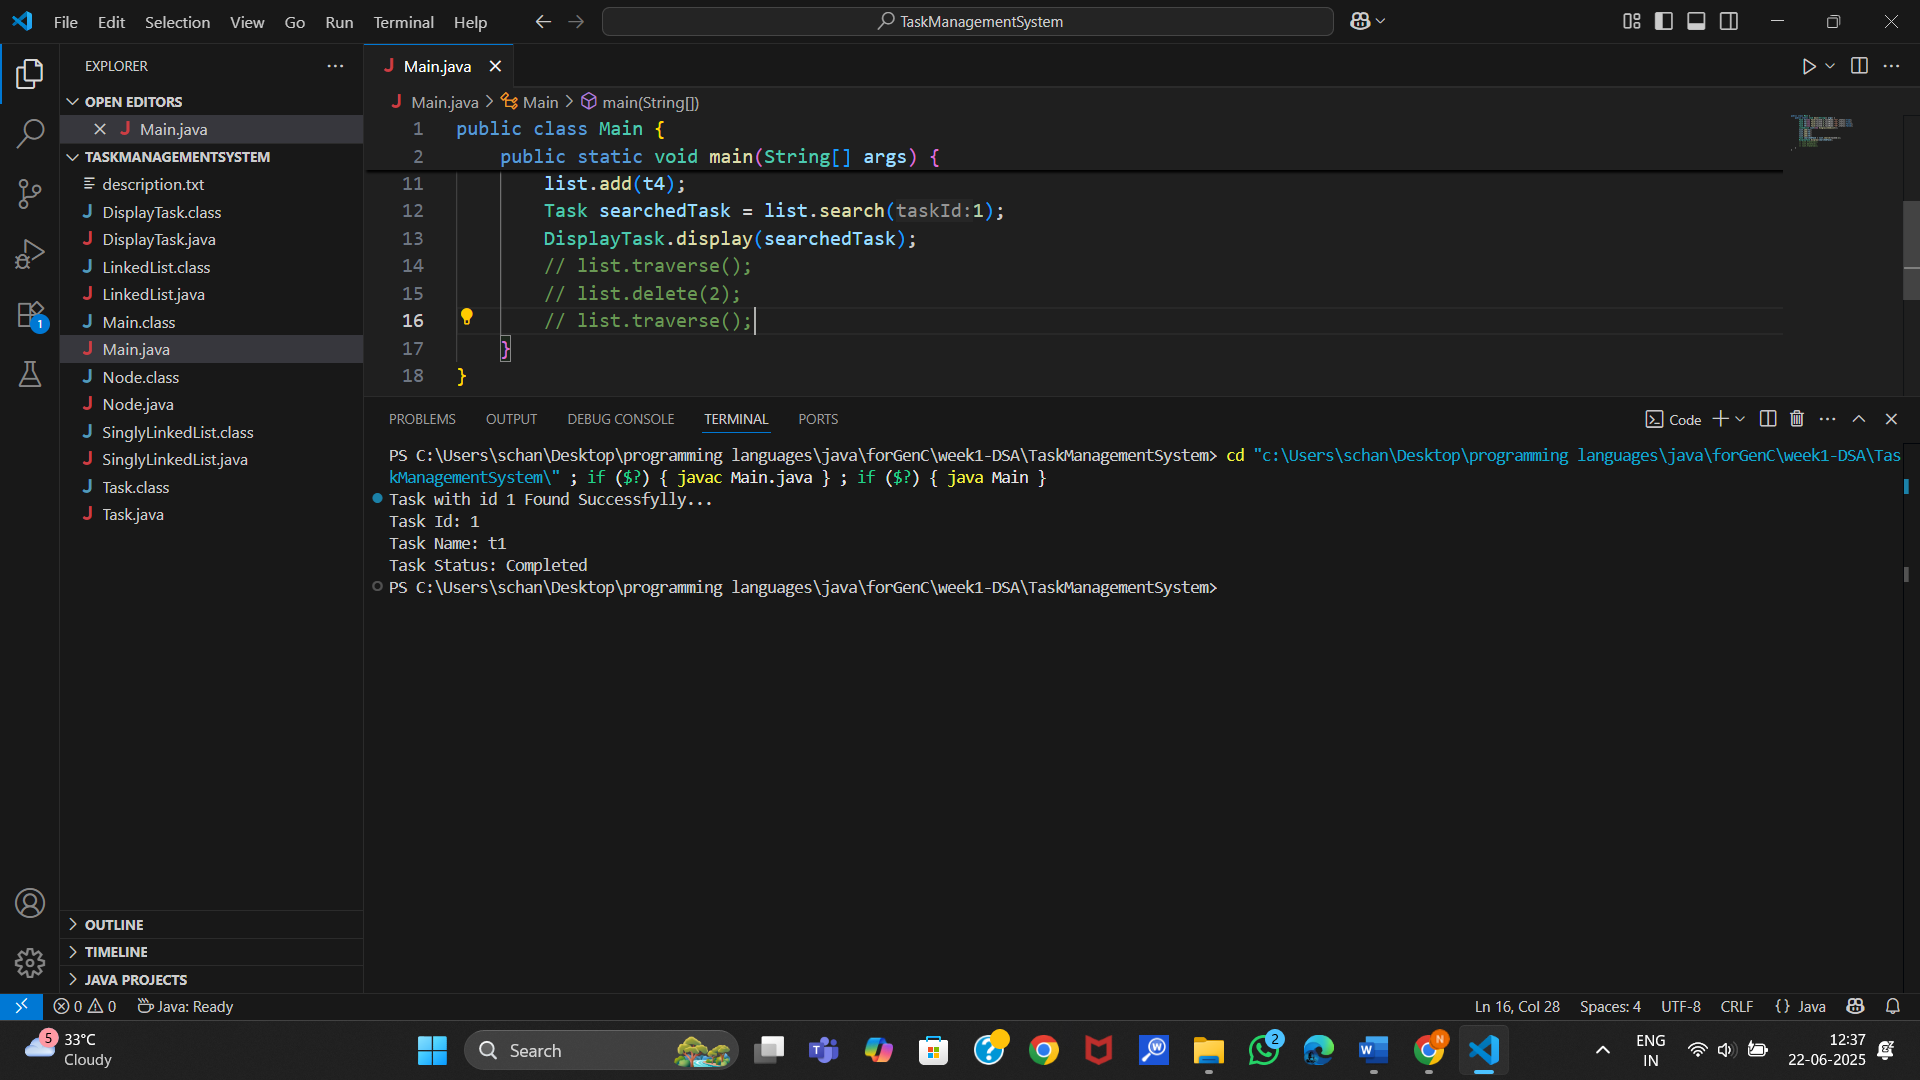 File Edit Selection View Go Run Terminal Help
TaskManagementSystem
EXPLORER
OPEN EDITORS
Main.java
TASKMANAGEMENTSYSTEM
description.txt
DisplayTask.class
DisplayTask.java
LinkedList.class
LinkedList.java
Main.class
Main.java
Node.class
Node.java
SinglyLinkedList.class
SinglyLinkedList.java
Task.class
Task.java
OUTLINE
TIMELINE
JAVA PROJECTS
1
Main.java
Main.java > Main > main(String[])
1 public class Main {
2 public static void main(String[] args) {
11 list.add(t4);
12 Task searchedTask = list.search(taskId:1);
13 DisplayTask.display(searchedTask);
14 // list.traverse();
15 // list.delete(2);
16 // list.traverse();
17 }
18 }
PROBLEMS OUTPUT DEBUG CONSOLE TERMINAL PORTS
Code
PS C:\Users\schan\Desktop\programming languages\java\forGenC\week1-DSA\TaskManagementSystem> cd "c:\Users\schan\Desktop\programming languages\java\forGenC\week1-DSA\Tas
kManagementSystem\" ; if ($?) { javac Main.java } ; if ($?) { java Main }
Task with id 1 Found Successfylly...
Task Id: 1
Task Name: t1
Task Status: Completed
PS C:\Users\schan\Desktop\programming languages\java\forGenC\week1-DSA\TaskManagementSystem>
0 0 Java: Ready
Ln 16, Col 28 Spaces: 4 UTF-8 CRLF {} Java
5
33°C
Cloudy
Search
2
N
ENG
IN
12:37
22-06-2025